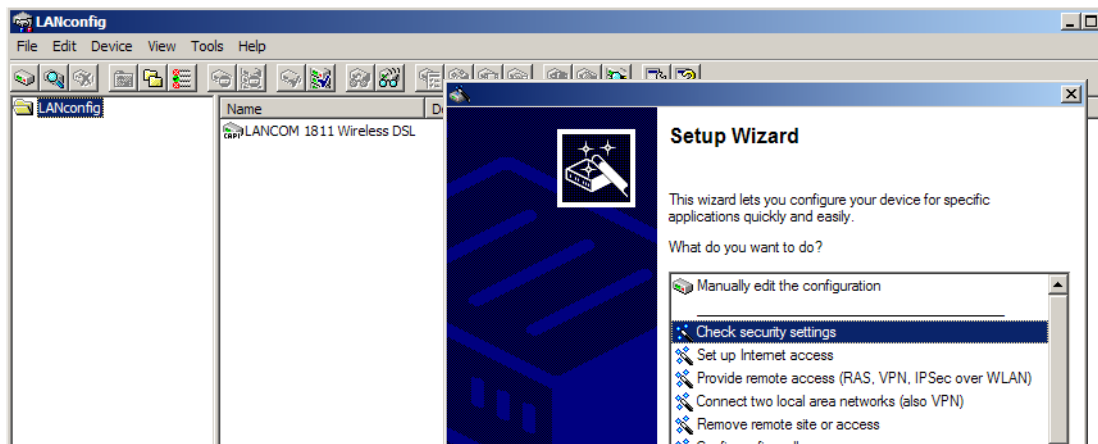 LANconfig
File Edit Device View Tools Help
LANconfig
Name
CAPI
LANCOM 1811 Wireless DSL
Setup Wizard
This wizard lets you configure your device for specific
applications quickly and easily.
What do you want to do?
Manually edit the configuration
Check security settings
Set up Internet access
Provide remote access (RAS, VPN, IPSec over WLAN)
Connect two local area networks (also VPN)
Remove remote site or access